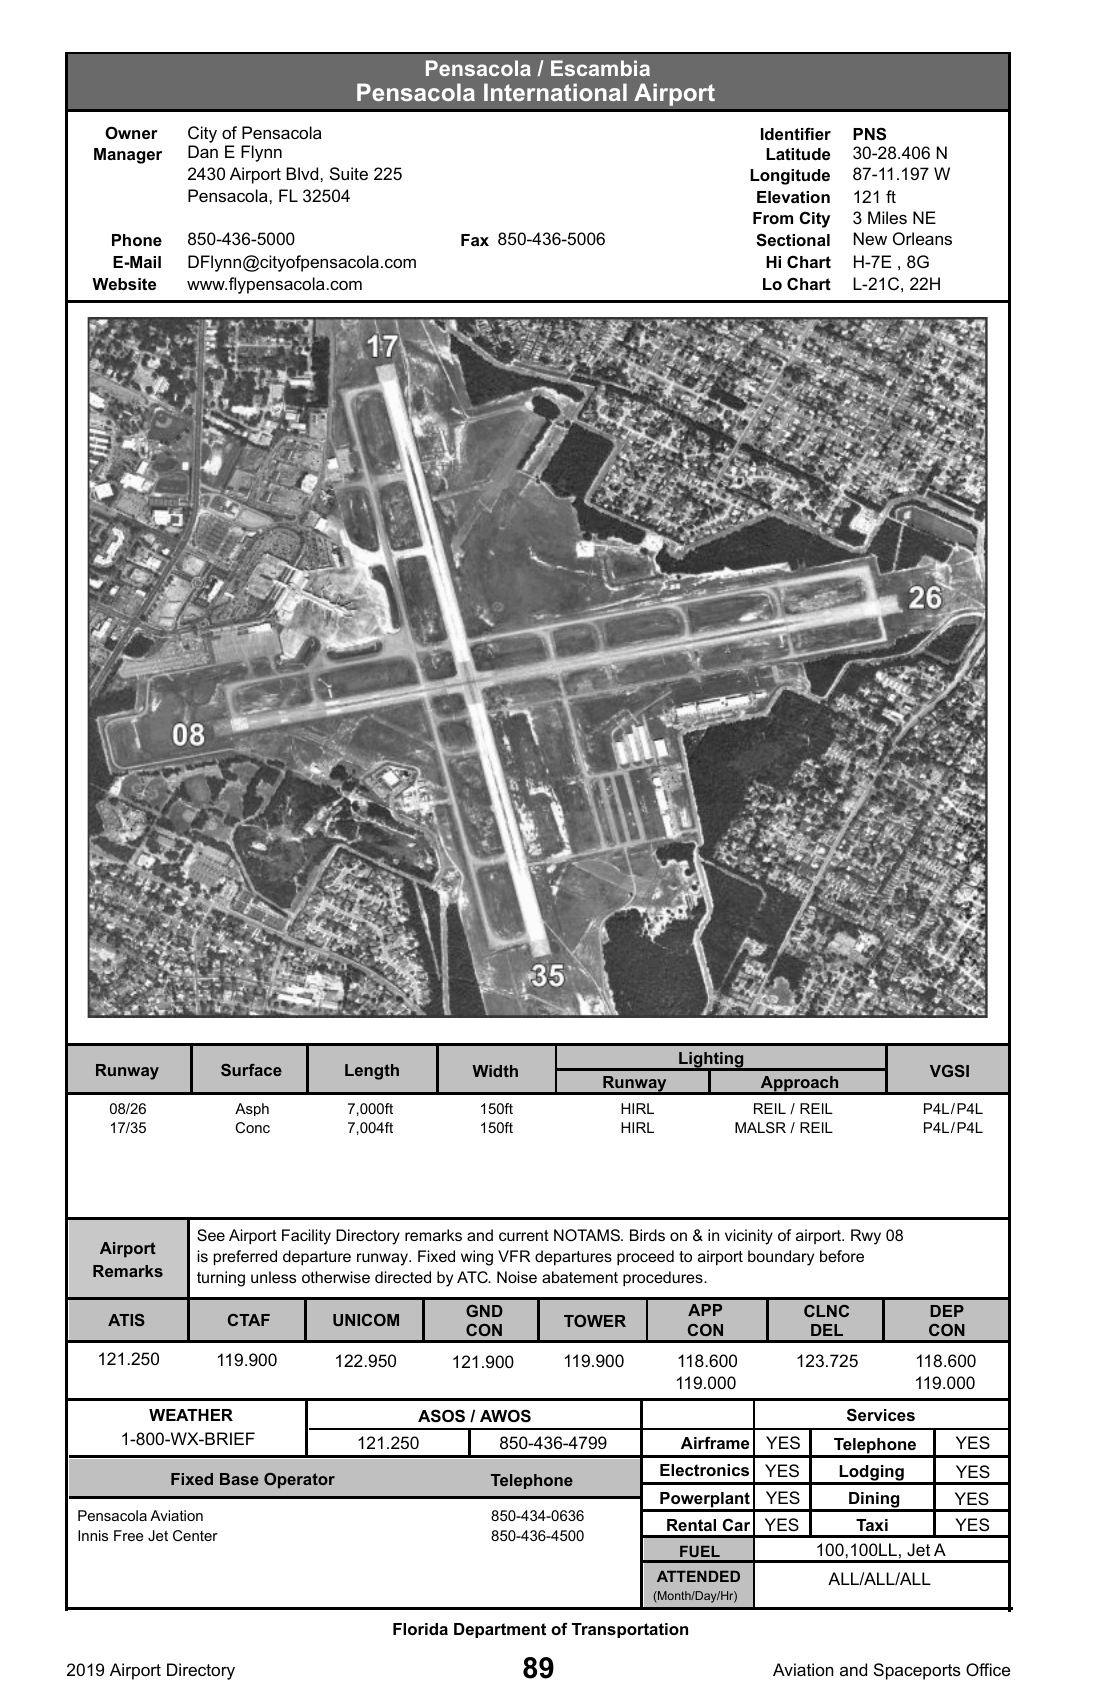 Pensacola / Escambia
Pensacola International Airport
Owner City of Pensacola
Manager Dan E Flynn
2430 Airport Blvd, Suite 225
Pensacola, FL 32504
Phone 850-436-5000 Fax 850-436-5006
E-Mail DFlynn@cityofpensacola.com
Website www.flypensacola.com
Identifier PNS
Latitude 30-28.406 N
Longitude 87-11.197 W
Elevation 121 ft
From City 3 Miles NE
Sectional New Orleans
Hi Chart H-7E , 8G
Lo Chart L-21C, 22H
17
26
08
35
Runway Surface Length Width Lighting VGSI
Runway Approach
08/26 Asph 7,000ft 150ft HIRL REIL / REIL P4L/P4L
17/35 Conc 7,004ft 150ft HIRL MALSR / REIL P4L/P4L
Airport Remarks
See Airport Facility Directory remarks and current NOTAMS. Birds on & in vicinity of airport. Rwy 08
is preferred departure runway. Fixed wing VFR departures proceed to airport boundary before
turning unless otherwise directed by ATC. Noise abatement procedures.
ATIS CTAF UNICOM GND CON TOWER APP CON CLNC DEL DEP CON
121.250 119.900 122.950 121.900 119.900 118.600 123.725 118.600
119.000 119.000
WEATHER
1-800-WX-BRIEF
ASOS / AWOS
121.250 850-436-4799
Fixed Base Operator Telephone
Pensacola Aviation 850-434-0636
Innis Free Jet Center 850-436-4500
Services
Airframe YES Telephone YES
Electronics YES Lodging YES
Powerplant YES Dining YES
Rental Car YES Taxi YES
FUEL 100,100LL, Jet A
ATTENDED ALL/ALL/ALL
(Month/Day/Hr)
Florida Department of Transportation
2019 Airport Directory 89 Aviation and Spaceports Office